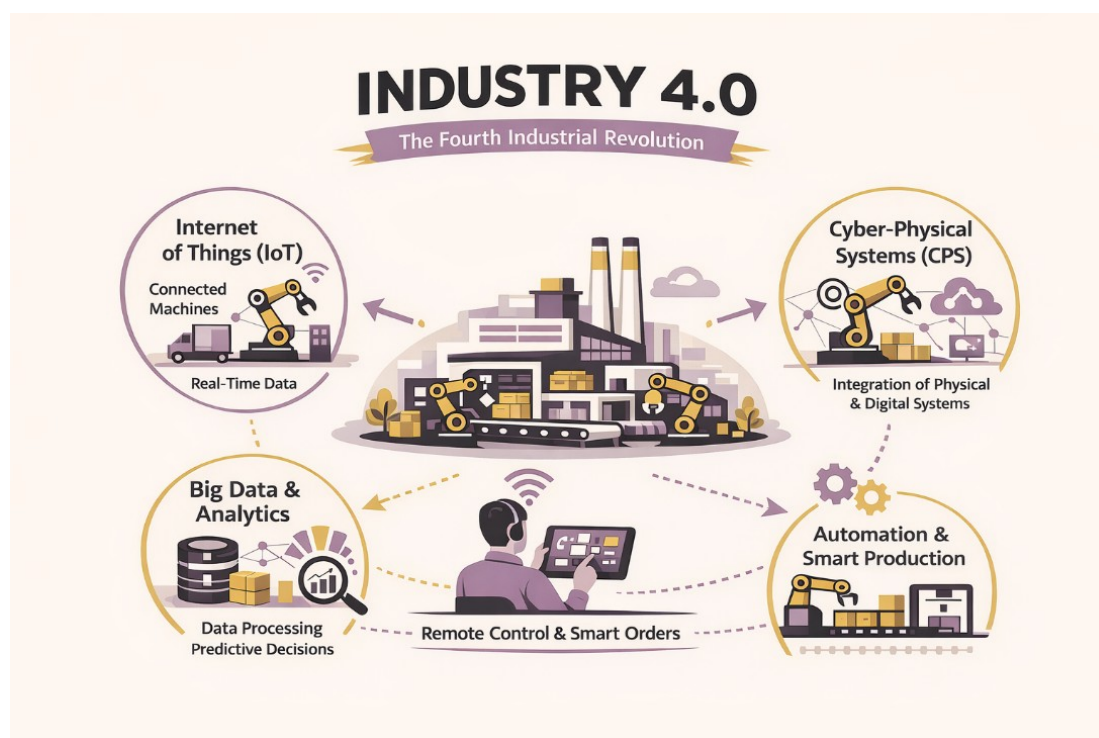 INDUSTRY 4.0
The Fourth Industrial Revolution
Internet
of Things (IoT)
Connected
Machines
Real-Time Data
Cyber-Physical
Systems (CPS)
Integration of Physical
& Digital Systems
Big Data &
Analytics
Data Processing
Predictive Decisions
Remote Control & Smart Orders
Automation &
Smart Production